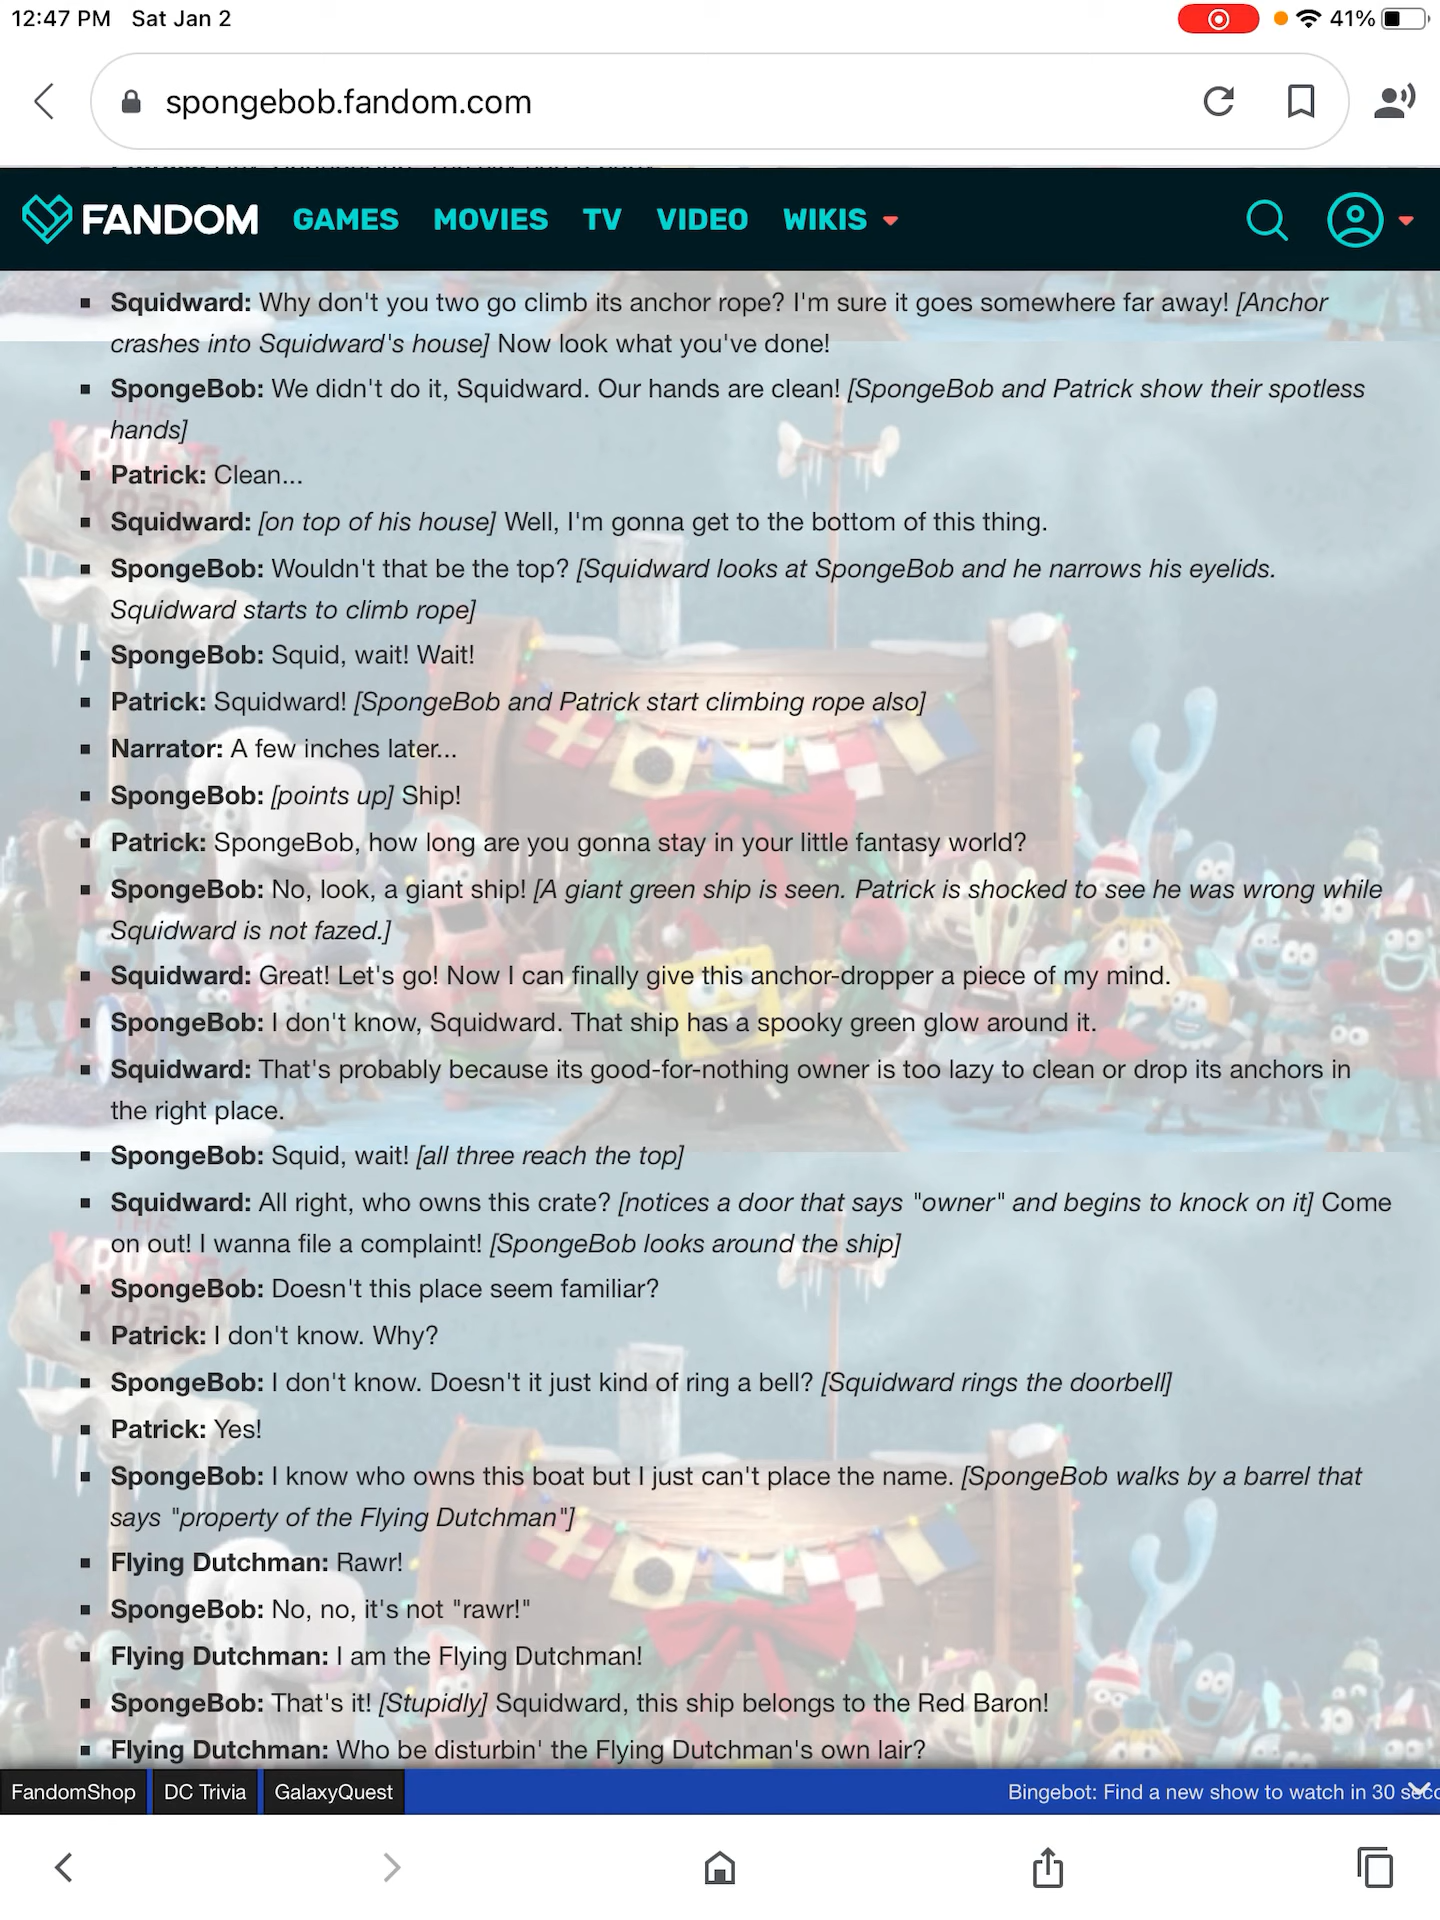 12:47 PM Sat Jan 2 41%
spongebob.fandom.com
FANDOM GAMES MOVIES TV VIDEO WIKIS
▪ Squidward: Why don't you two go climb its anchor rope? I'm sure it goes somewhere far away! [Anchor
crashes into Squidward's house] Now look what you've done!
▪ SpongeBob: We didn't do it, Squidward. Our hands are clean! [SpongeBob and Patrick show their spotless
hands]
▪ Patrick: Clean...
▪ Squidward: [on top of his house] Well, I'm gonna get to the bottom of this thing.
▪ SpongeBob: Wouldn't that be the top? [Squidward looks at SpongeBob and he narrows his eyelids.
Squidward starts to climb rope]
▪ SpongeBob: Squid, wait! Wait!
▪ Patrick: Squidward! [SpongeBob and Patrick start climbing rope also]
▪ Narrator: A few inches later...
▪ SpongeBob: [points up] Ship!
▪ Patrick: SpongeBob, how long are you gonna stay in your little fantasy world?
▪ SpongeBob: No, look, a giant ship! [A giant green ship is seen. Patrick is shocked to see he was wrong while
Squidward is not fazed.]
▪ Squidward: Great! Let's go! Now I can finally give this anchor-dropper a piece of my mind.
▪ SpongeBob: I don't know, Squidward. That ship has a spooky green glow around it.
▪ Squidward: That's probably because its good-for-nothing owner is too lazy to clean or drop its anchors in
the right place.
▪ SpongeBob: Squid, wait! [all three reach the top]
▪ Squidward: All right, who owns this crate? [notices a door that says "owner" and begins to knock on it] Come
on out! I wanna file a complaint! [SpongeBob looks around the ship]
▪ SpongeBob: Doesn't this place seem familiar?
▪ Patrick: I don't know. Why?
▪ SpongeBob: I don't know. Doesn't it just kind of ring a bell? [Squidward rings the doorbell]
▪ Patrick: Yes!
▪ SpongeBob: I know who owns this boat but I just can't place the name. [SpongeBob walks by a barrel that
says "property of the Flying Dutchman"]
▪ Flying Dutchman: Rawr!
▪ SpongeBob: No, no, it's not "rawr!"
▪ Flying Dutchman: I am the Flying Dutchman!
▪ SpongeBob: That's it! [Stupidly] Squidward, this ship belongs to the Red Baron!
▪ Flying Dutchman: Who be disturbin' the Flying Dutchman's own lair?
FandomShop DC Trivia GalaxyQuest Bingebot: Find a new show to watch in 30